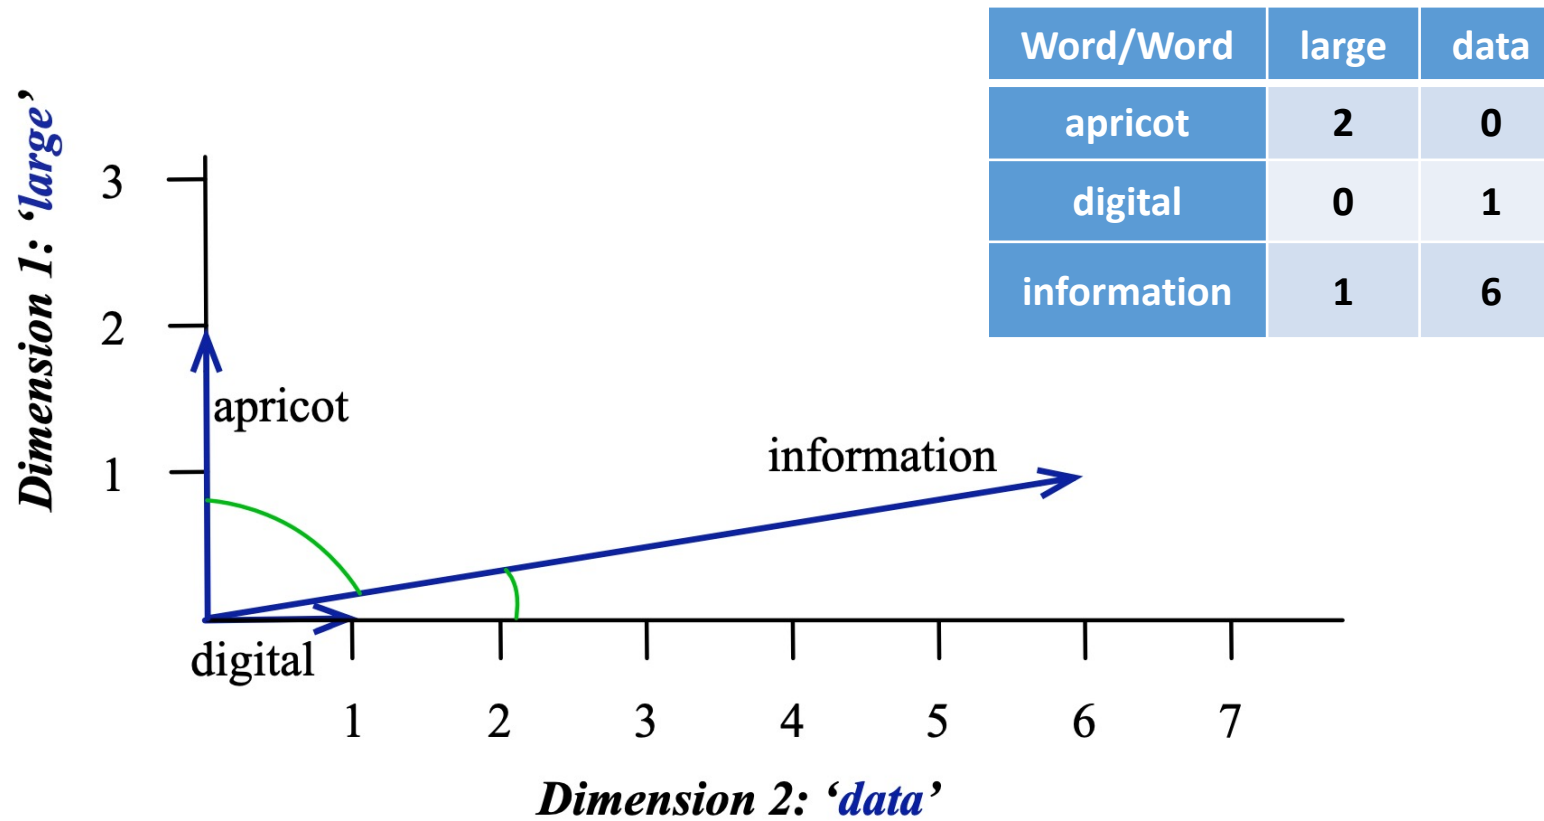 Word/Word large data
apricot 2 0
digital 0 1
information 1 6
Dimension 1: ‘large’
3
2
1
apricot
information
digital
1 2 3 4 5 6 7
Dimension 2: ‘data’